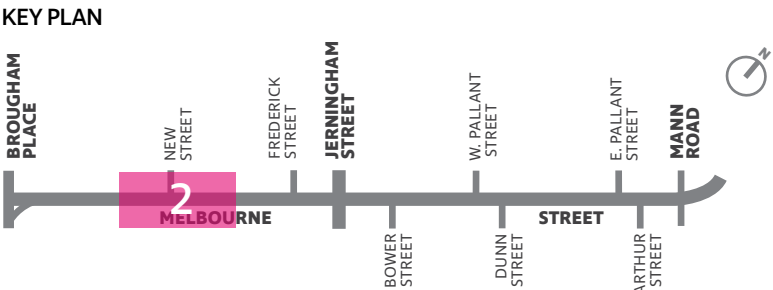 KEY PLAN
BROUGHAM
PLACE
NEW
STREET
FREDERICK
STREET
JERNINGHAM
STREET
W. PALLANT
STREET
E. PALLANT
STREET
MANN
ROAD
N
2
MELBOURNE
STREET
BOWER
STREET
DUNN
STREET
ARTHUR
STREET